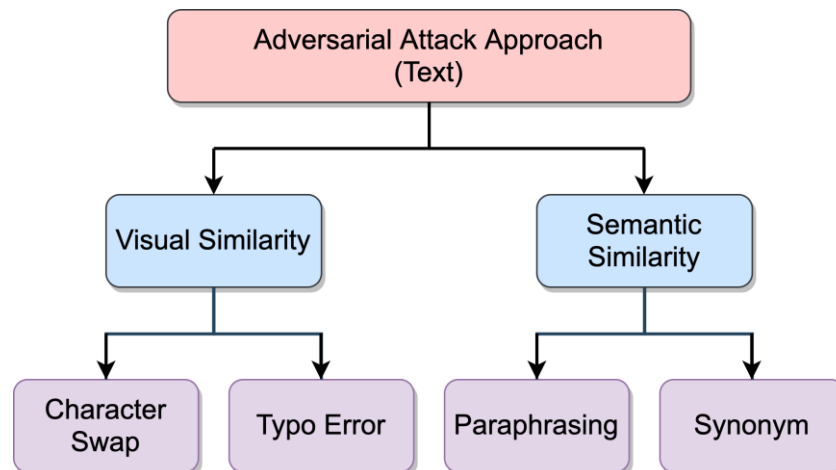 Adversarial Attack Approach
(Text)
Visual Similarity
Semantic
Similarity
Character
Swap
Typo Error
Paraphrasing
Synonym